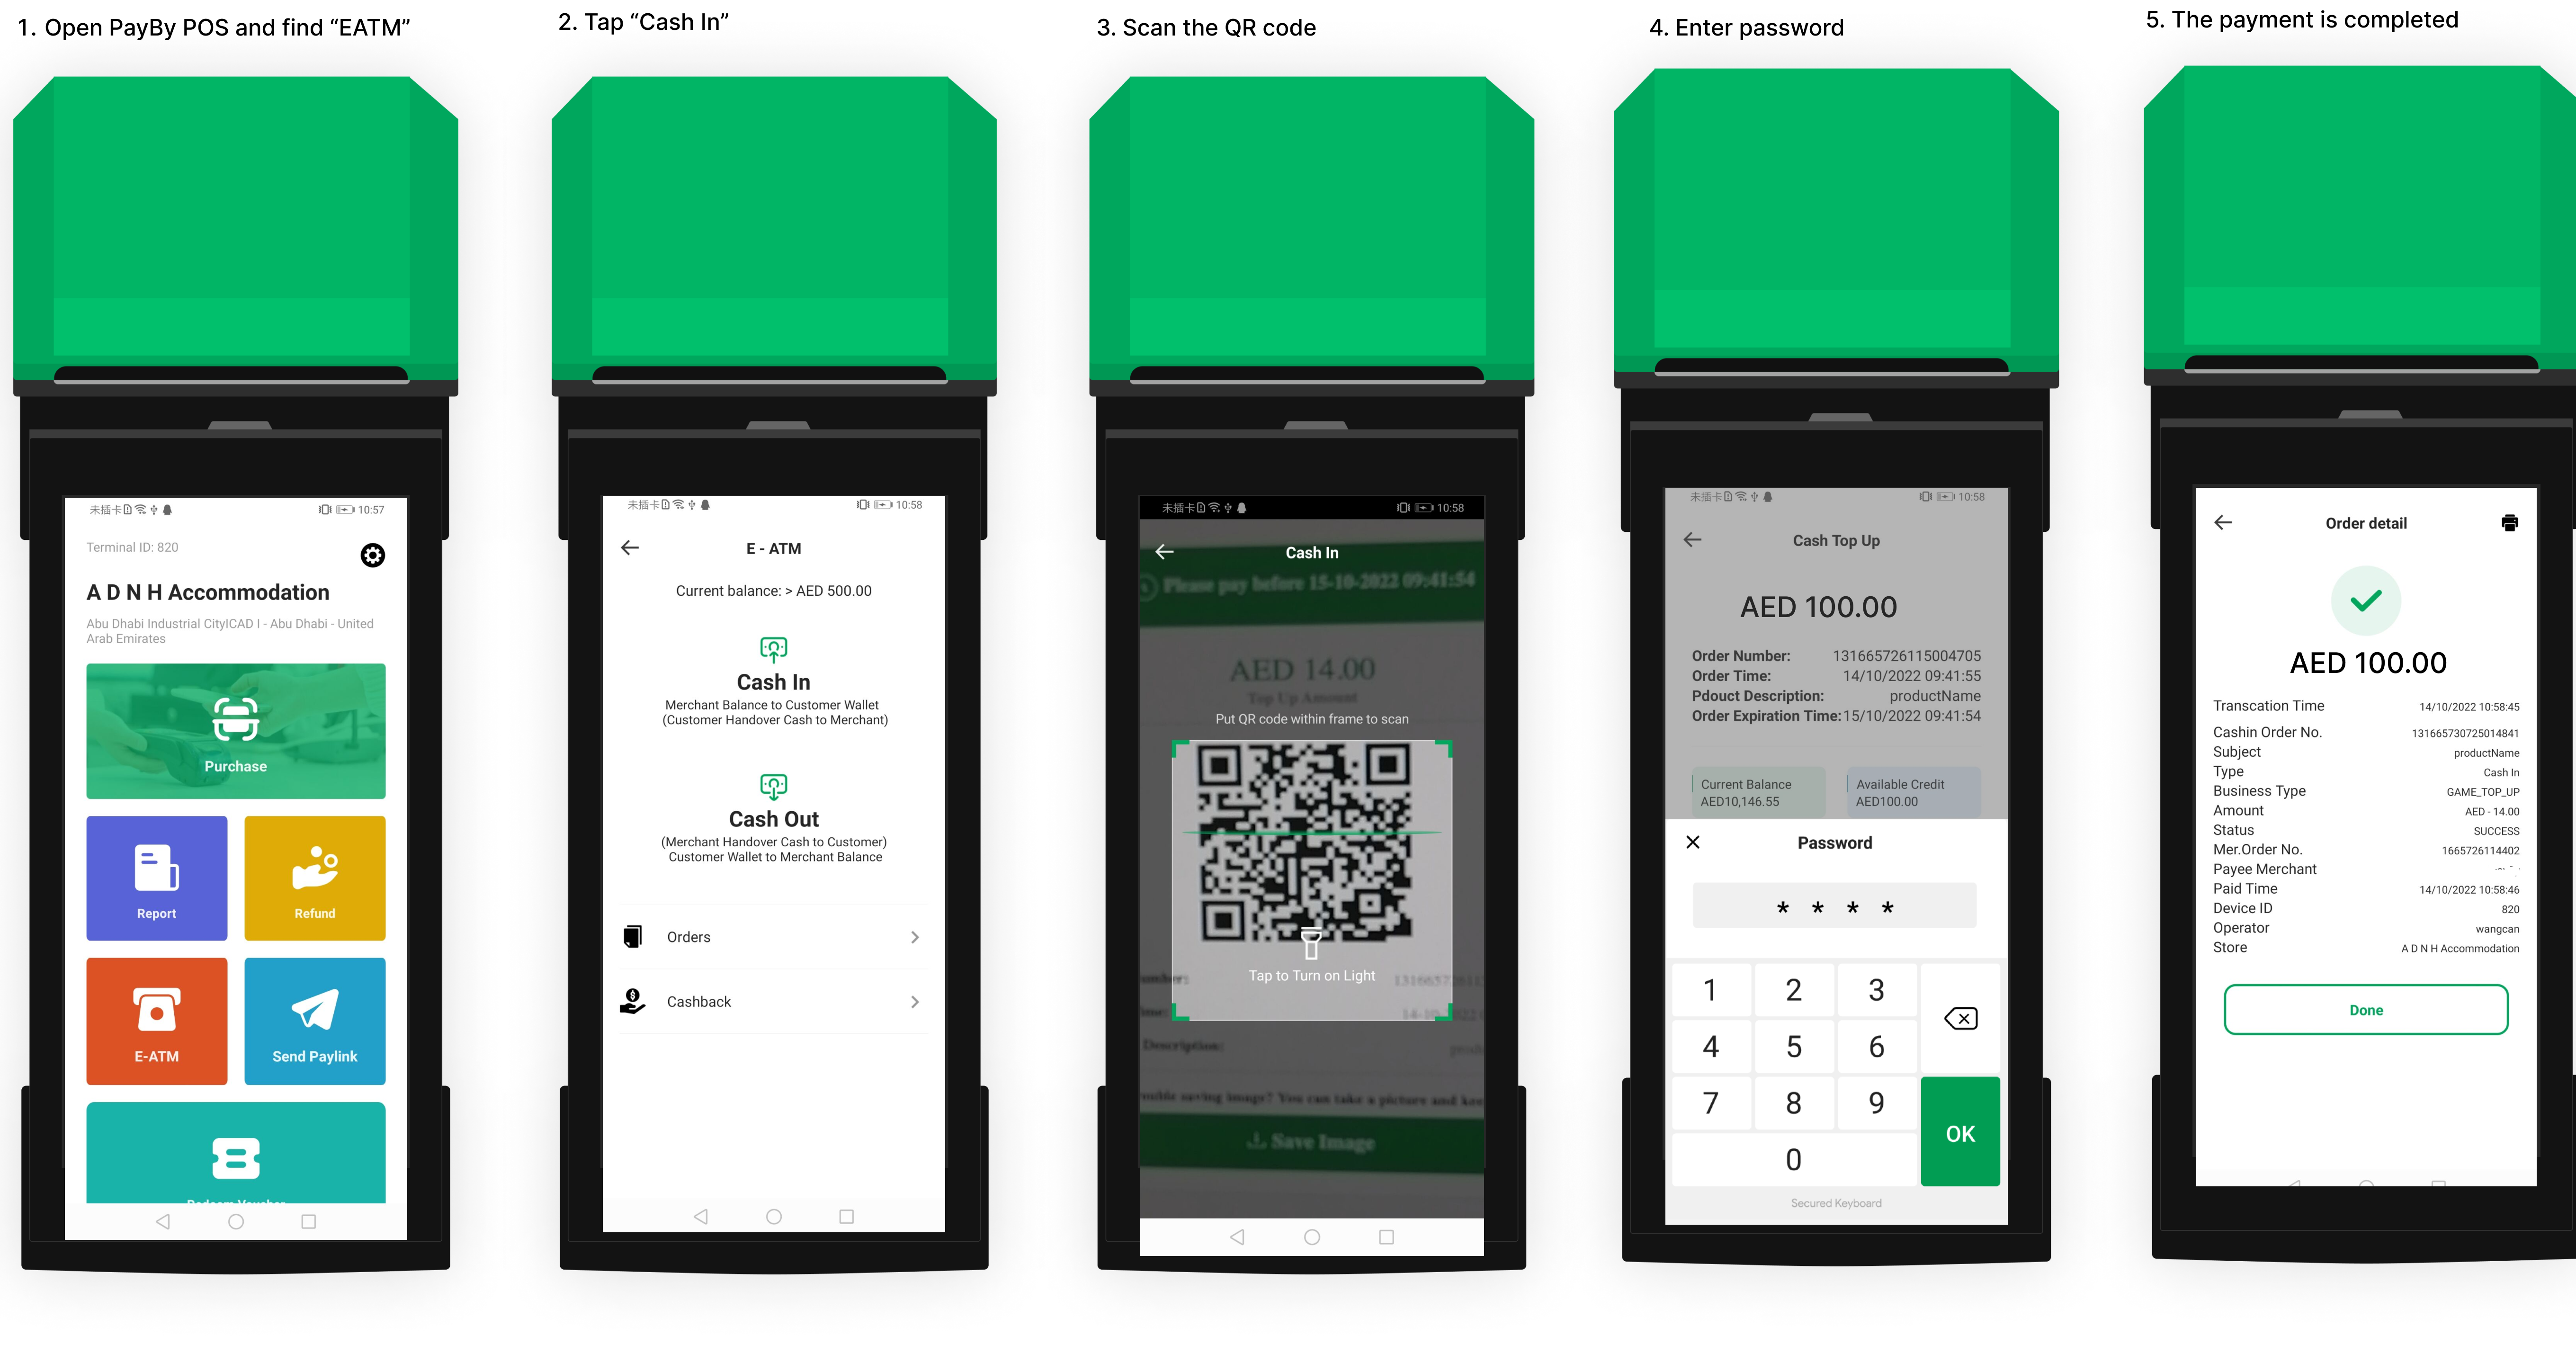 1. Open PayBy POS and find “EATM”
未插卡 10:57
Terminal ID: 820
A D N H Accommodation
Abu Dhabi Industrial CityICAD I - Abu Dhabi - United
Arab Emirates
Purchase
Report
Refund
E-ATM
Send Paylink
2. Tap “Cash In”
未插卡 10:58
E - ATM
Current balance: > AED 500.00
Cash In
Merchant Balance to Customer Wallet
(Customer Handover Cash to Merchant)
Cash Out
(Merchant Handover Cash to Customer)
Customer Wallet to Merchant Balance
Orders
Cashback
3. Scan the QR code
未插卡 10:58
Cash In
Please pay before 15-10-2022 09:41:54
AED 14.00
Top Up Amount
Put QR code within frame to scan
Tap to Turn on Light
Description:
saving image? You can take a picture and
Save Image
4. Enter password
未插卡 10:58
Cash Top Up
AED 100.00
Order Number: 131665726115004705
Order Time: 14/10/2022 09:41:55
Pdouct Description: productName
Order Expiration Time: 15/10/2022 09:41:54
Current Balance
AED10,146.55
Available Credit
AED100.00
Password
* * * *
1 2 3
4 5 6
7 8 9
OK
0
Secured Keyboard
5. The payment is completed
Order detail
AED 100.00
Transcation Time 14/10/2022 10:58:45
Cashin Order No. 131665730725014841
Subject productName
Type Cash In
Business Type GAME_TOP_UP
Amount AED - 14.00
Status SUCCESS
Mer.Order No. 1665726114402
Payee Merchant
Paid Time 14/10/2022 10:58:46
Device ID 820
Operator wangcan
Store A D N H Accommodation
Done